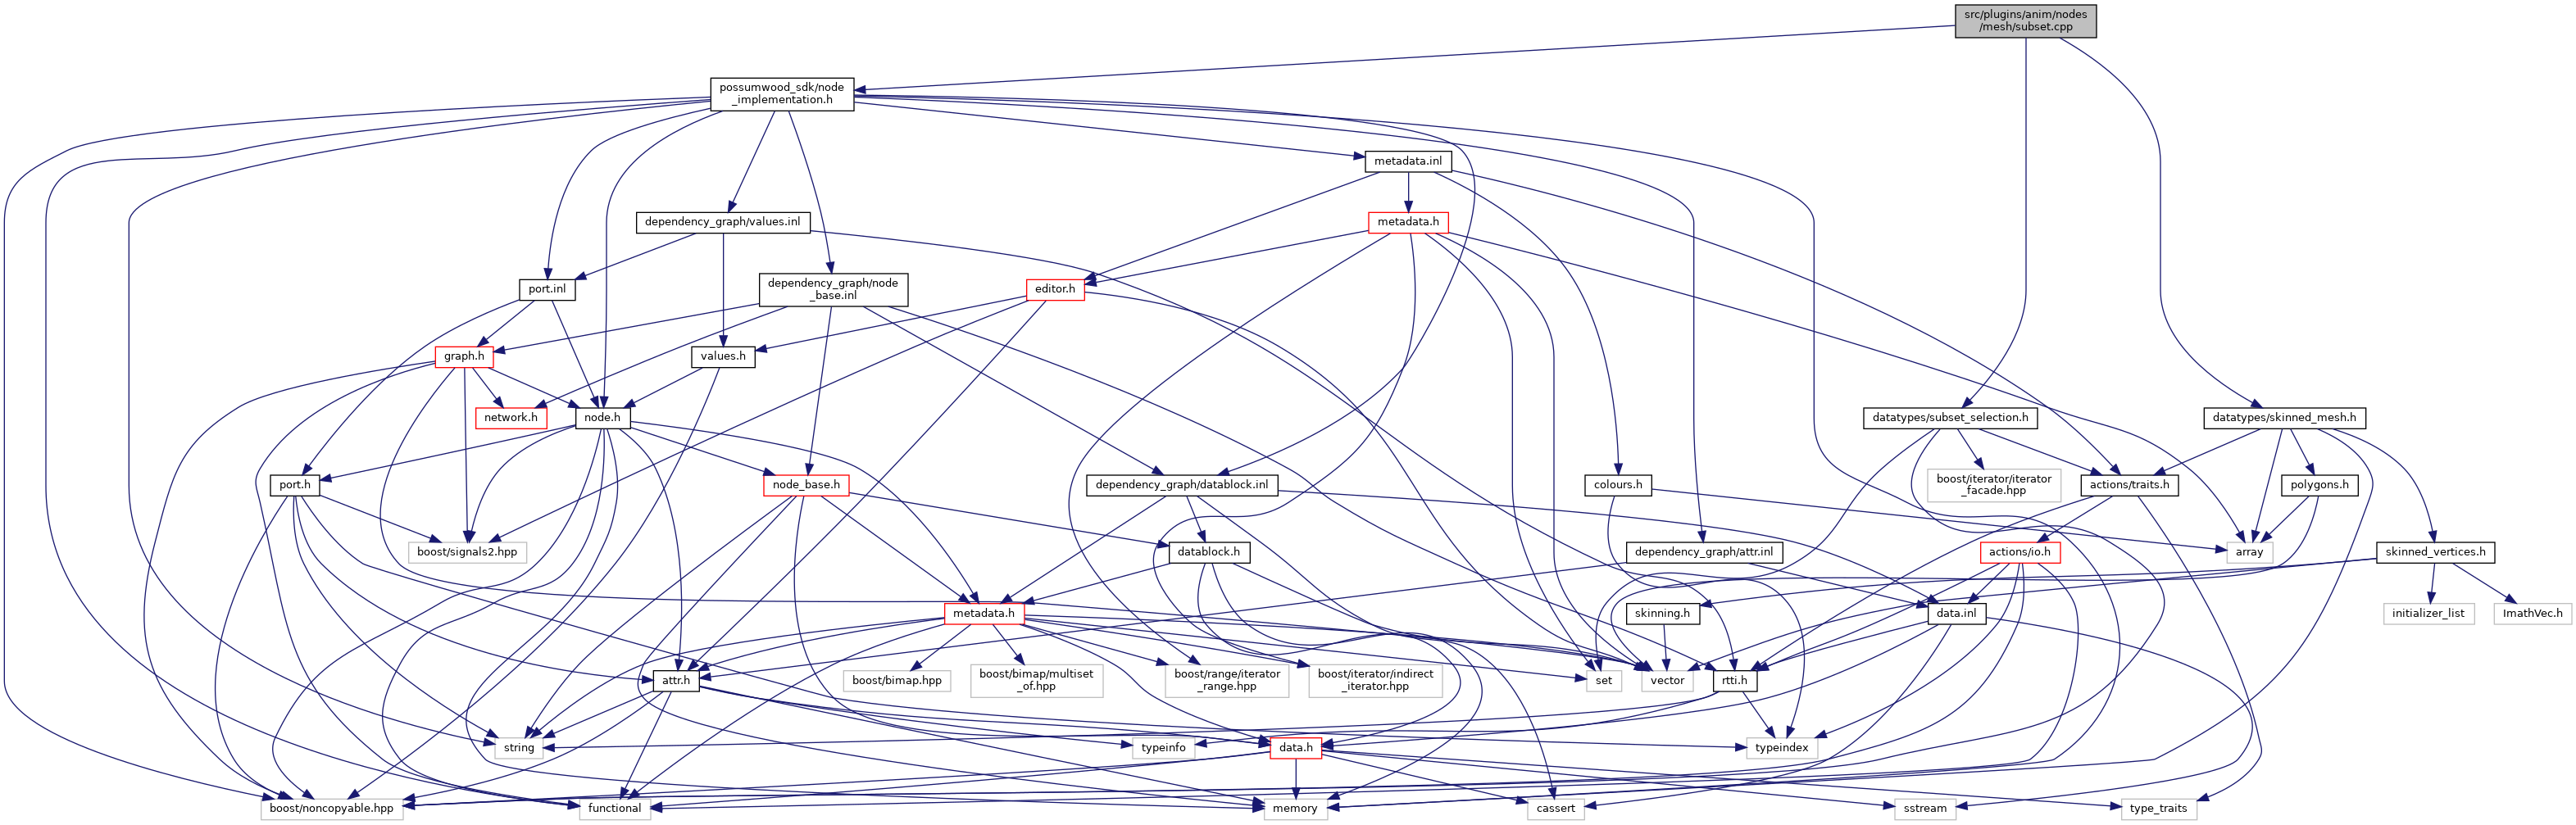 src/plugins/anim/nodes
/mesh/subset.cpp
possumwood_sdk/node
_implementation.h
metadata.inl
dependency_graph/values.inl
metadata.h
port.inl
dependency_graph/node
_base.inl
editor.h
graph.h
values.h
network.h
node.h
datatypes/subset_selection.h
datatypes/skinned_mesh.h
port.h
node_base.h
dependency_graph/datablock.inl
colours.h
boost/iterator/iterator
_facade.hpp
actions/traits.h
polygons.h
boost/signals2.hpp
datablock.h
dependency_graph/attr.inl
actions/io.h
array
skinned_vertices.h
metadata.h
skinning.h
data.inl
initializer_list
ImathVec.h
attr.h
boost/bimap.hpp
boost/bimap/multiset
_of.hpp
boost/range/iterator
_range.hpp
boost/iterator/indirect
_iterator.hpp
set
vector
rtti.h
string
typeinfo
data.h
typeindex
boost/noncopyable.hpp
functional
memory
cassert
sstream
type_traits